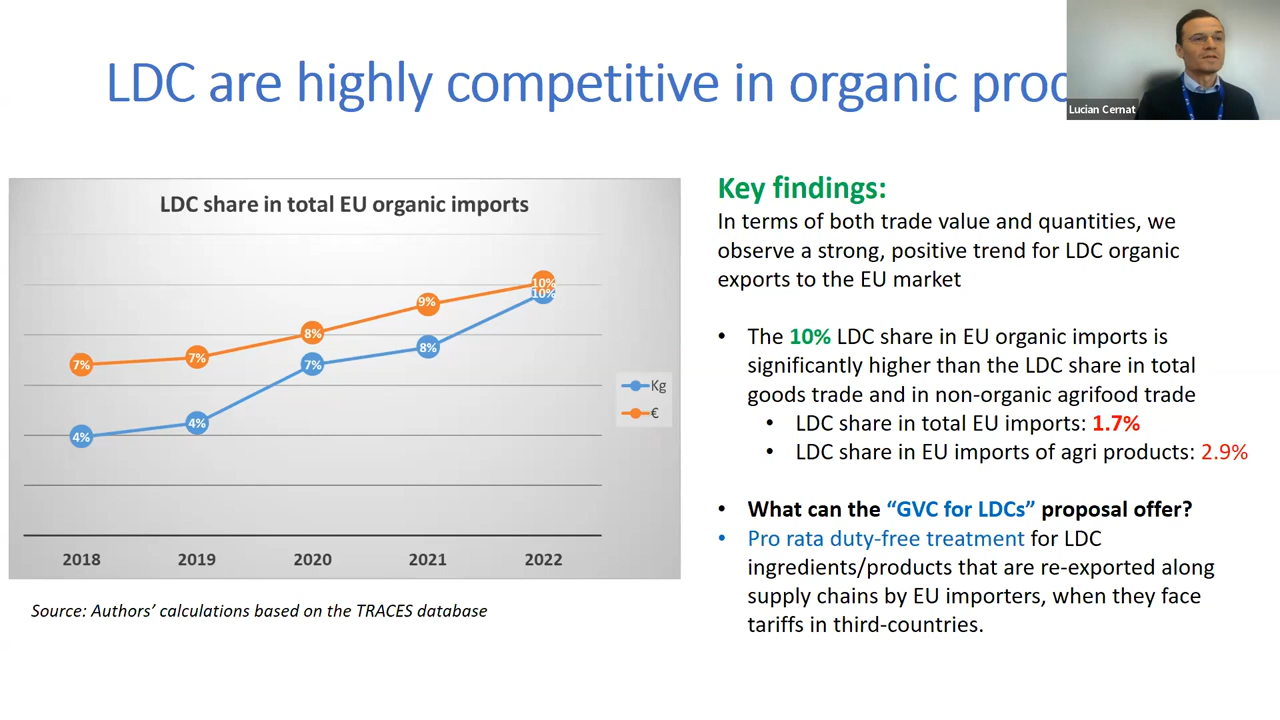 LDC are highly competitive in organic
Lucian Cernat
LDC share in total EU organic imports
10%
10%
9%
8%
8%
7%
7%
7%
4%
4%
Kg
€
2018 2019 2020 2021 2022
Source: Authors' calculations based on the TRACES database
Key findings:
In terms of both trade value and quantities, we
observe a strong, positive trend for LDC organic
exports to the EU market
• The 10% LDC share in EU organic imports is
significantly higher than the LDC share in total
goods trade and in non-organic agrifood trade
• LDC share in total EU imports: 1.7%
• LDC share in EU imports of agri products: 2.9%
• What can the “GVC for LDCs” proposal offer?
• Pro rata duty-free treatment for LDC
ingredients/products that are re-exported along
supply chains by EU importers, when they face
tariffs in third-countries.